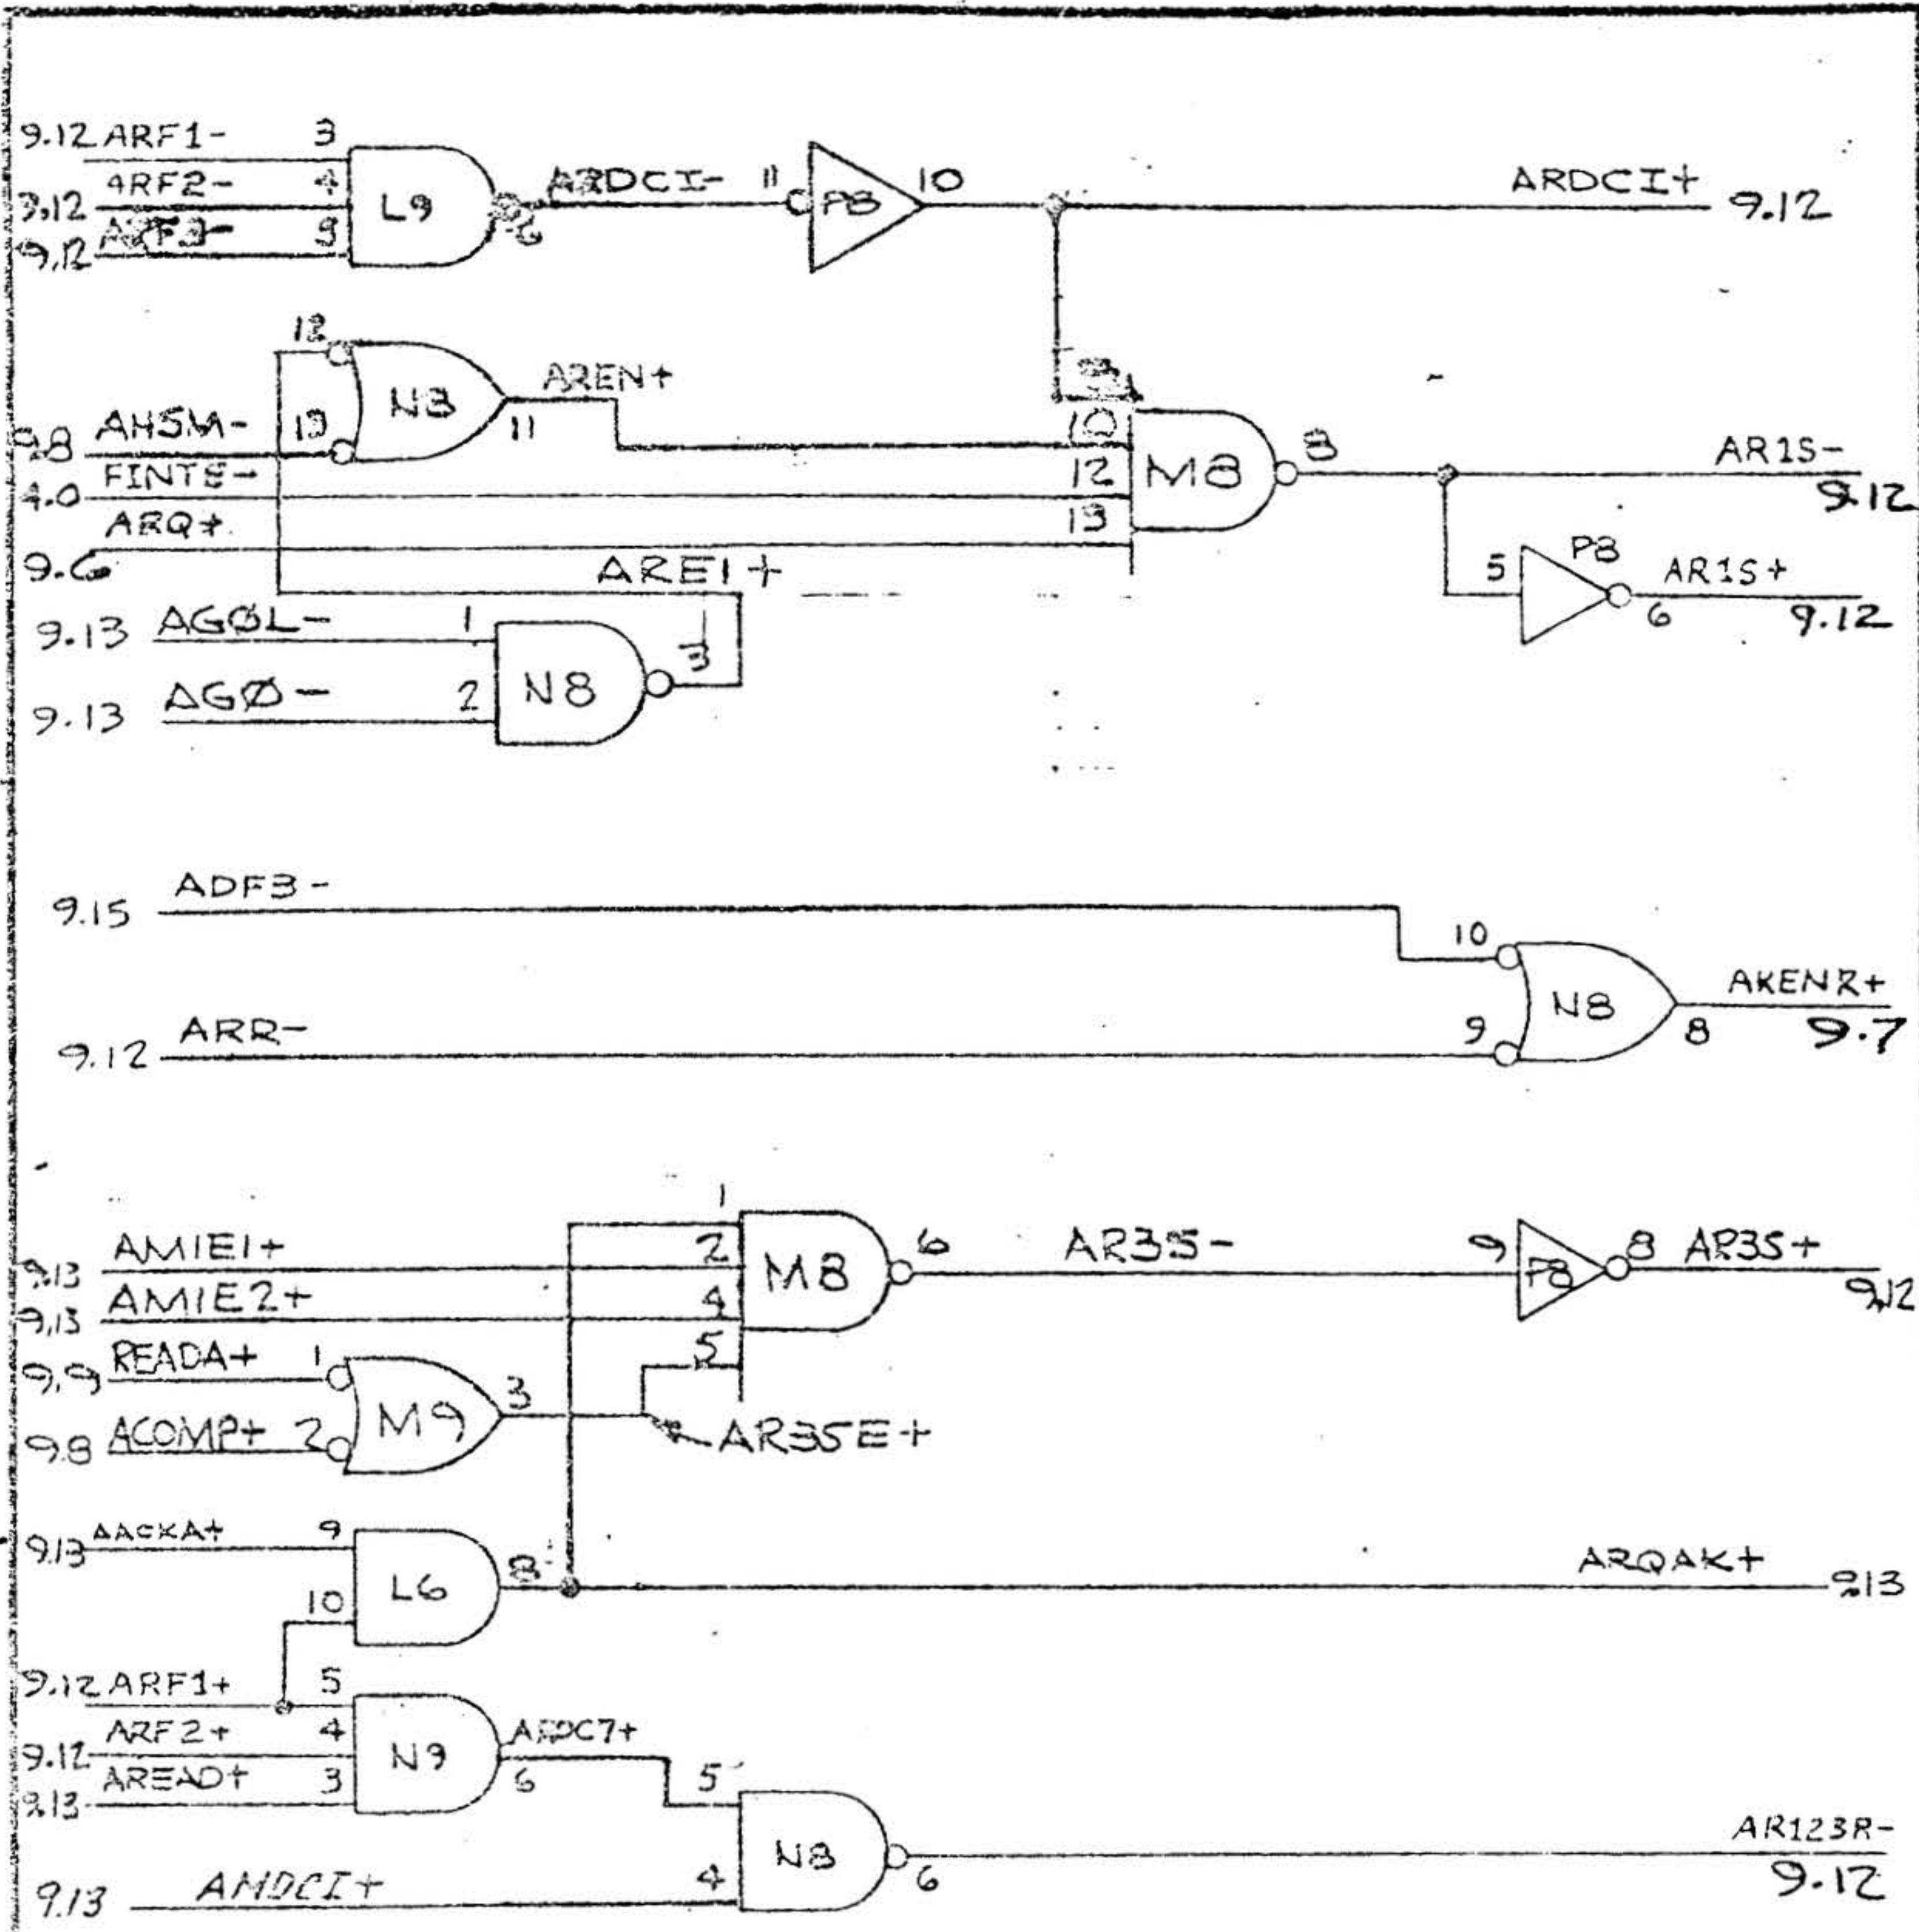 9.12 ARF1- 3
9.12 ARF2- 4 L9 6 ARDCI- 11 P8 10 ARDCI+ 9.12
9.12 5
12 N8 11 AREN+
9.8 AHSM- 13 10
4.0 FINTE- 12 M8 8 AR1S- 9.12
9.6 ARQ+ 13
AREI+ 5 P8 6 AR1S+ 9.12
9.13 AGØL- 1 N8 3
9.13 AGØ- 2
9.15 ADF3- 10
N8 8 AKENR+ 9.7
9.12 ARR- 9
1
9.13 AMIE1+ 2 M8 6 AR3S- 9 P8 8 AR3S+ 9.12
9.13 AMIE2+ 4
5
9.9 READA+ 1 M9 3
9.8 ACOMP+ 2 AR3SE+
9.13 AACKA+ 9 L6 8 ARQAK+ 9.13
10
9.12 ARF1+ 5
9.12 ARF2+ 4 N9 6 ARDC7+
9.13 AREAD+ 3
5 N8 6 AR123R- 9.12
9.13 AMDCI+ 4